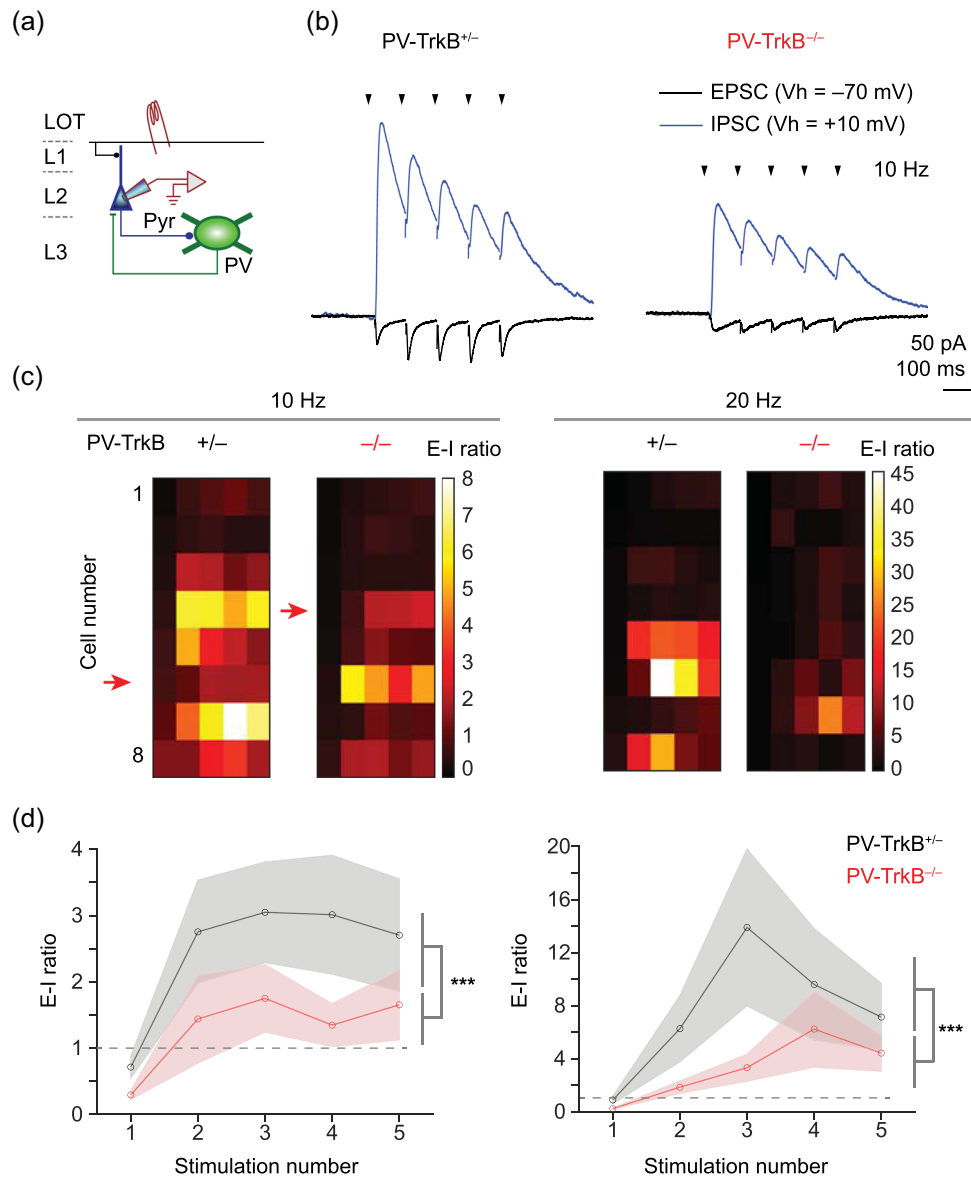 (a)
LOT
L1
L2
L3
Pyr
PV
(b)
PV-TrkB+/–
PV-TrkB–/–
EPSC (Vh = –70 mV)
IPSC (Vh = +10 mV)
10 Hz
50 pA
100 ms
(c)
10 Hz
20 Hz
PV-TrkB +/– –/– E-I ratio
+/– –/– E-I ratio
Cell number
1
8
8
7
6
5
4
3
2
1
0
45
40
35
30
25
20
15
10
5
0
(d)
E-I ratio
4
3
2
1
0
1 2 3 4 5
Stimulation number
***
E-I ratio
20
16
12
8
4
0
1 2 3 4 5
Stimulation number
PV-TrkB+/–
PV-TrkB–/–
***